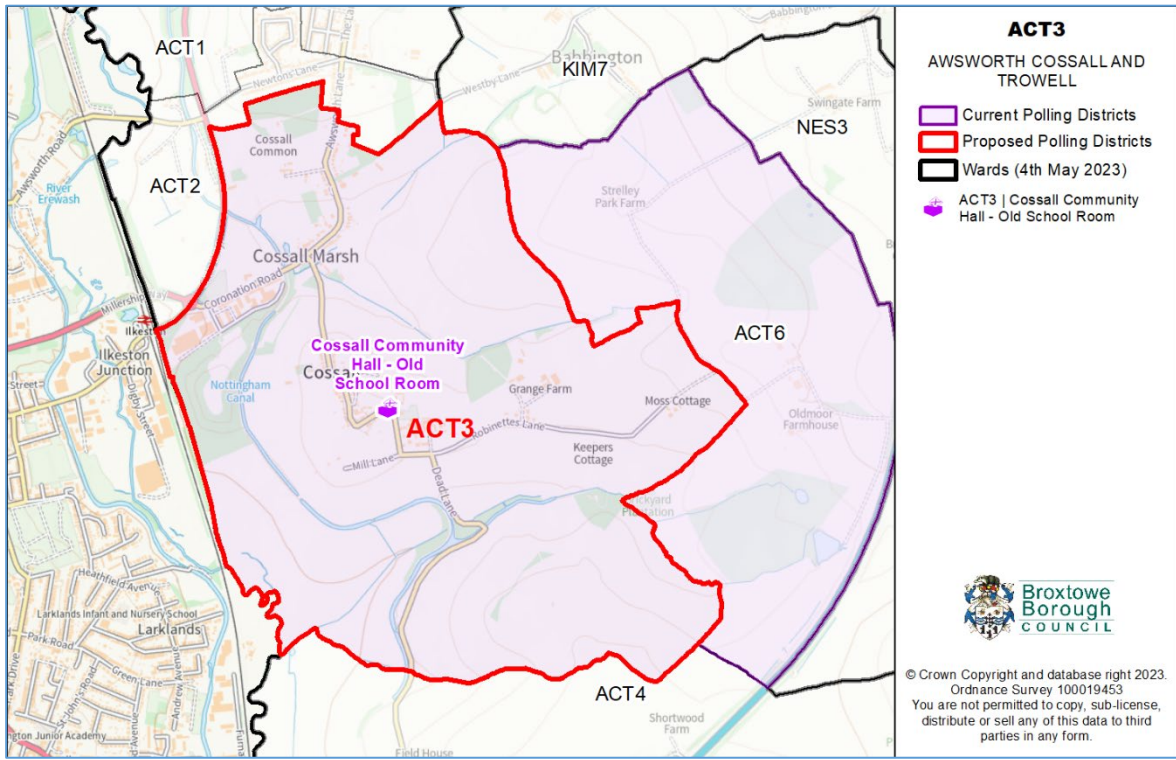 ACT1
KIM7
NES3
ACT2
ACT6
ACT3
ACT4
Newtons Lane
Awsworth Road
River
Erewash
Cossall
Common
Westby Lane
Babbington
Swingate Farm
Strelley
Park Farm
Cossall Marsh
Coronation Road
Ilkeston
Junction
Digby Street
Nottingham
Canal
Cossall Community
Hall - Old
School Room
Grange Farm
Moss Cottage
Oldmoor
Farmhouse
Robinettes Lane
Keepers
Cottage
Mill Lane
Dead Lane
Plantation
Heathfield Avenue
Larklands Infant and Nursery School
Larklands
Park Road
Green Lane
St John's Road
Andrew Avenue
Field House
Shortwood
Farm
ACT3
AWSWORTH COSSALL AND
TROWELL
Current Polling Districts
Proposed Polling Districts
Wards (4th May 2023)
ACT3 | Cossall Community
Hall - Old School Room
Broxtowe
Borough
COUNCIL
© Crown Copyright and database right 2023.
Ordnance Survey 100019453
You are not permitted to copy, sub-license,
distribute or sell any of this data to third
parties in any form.